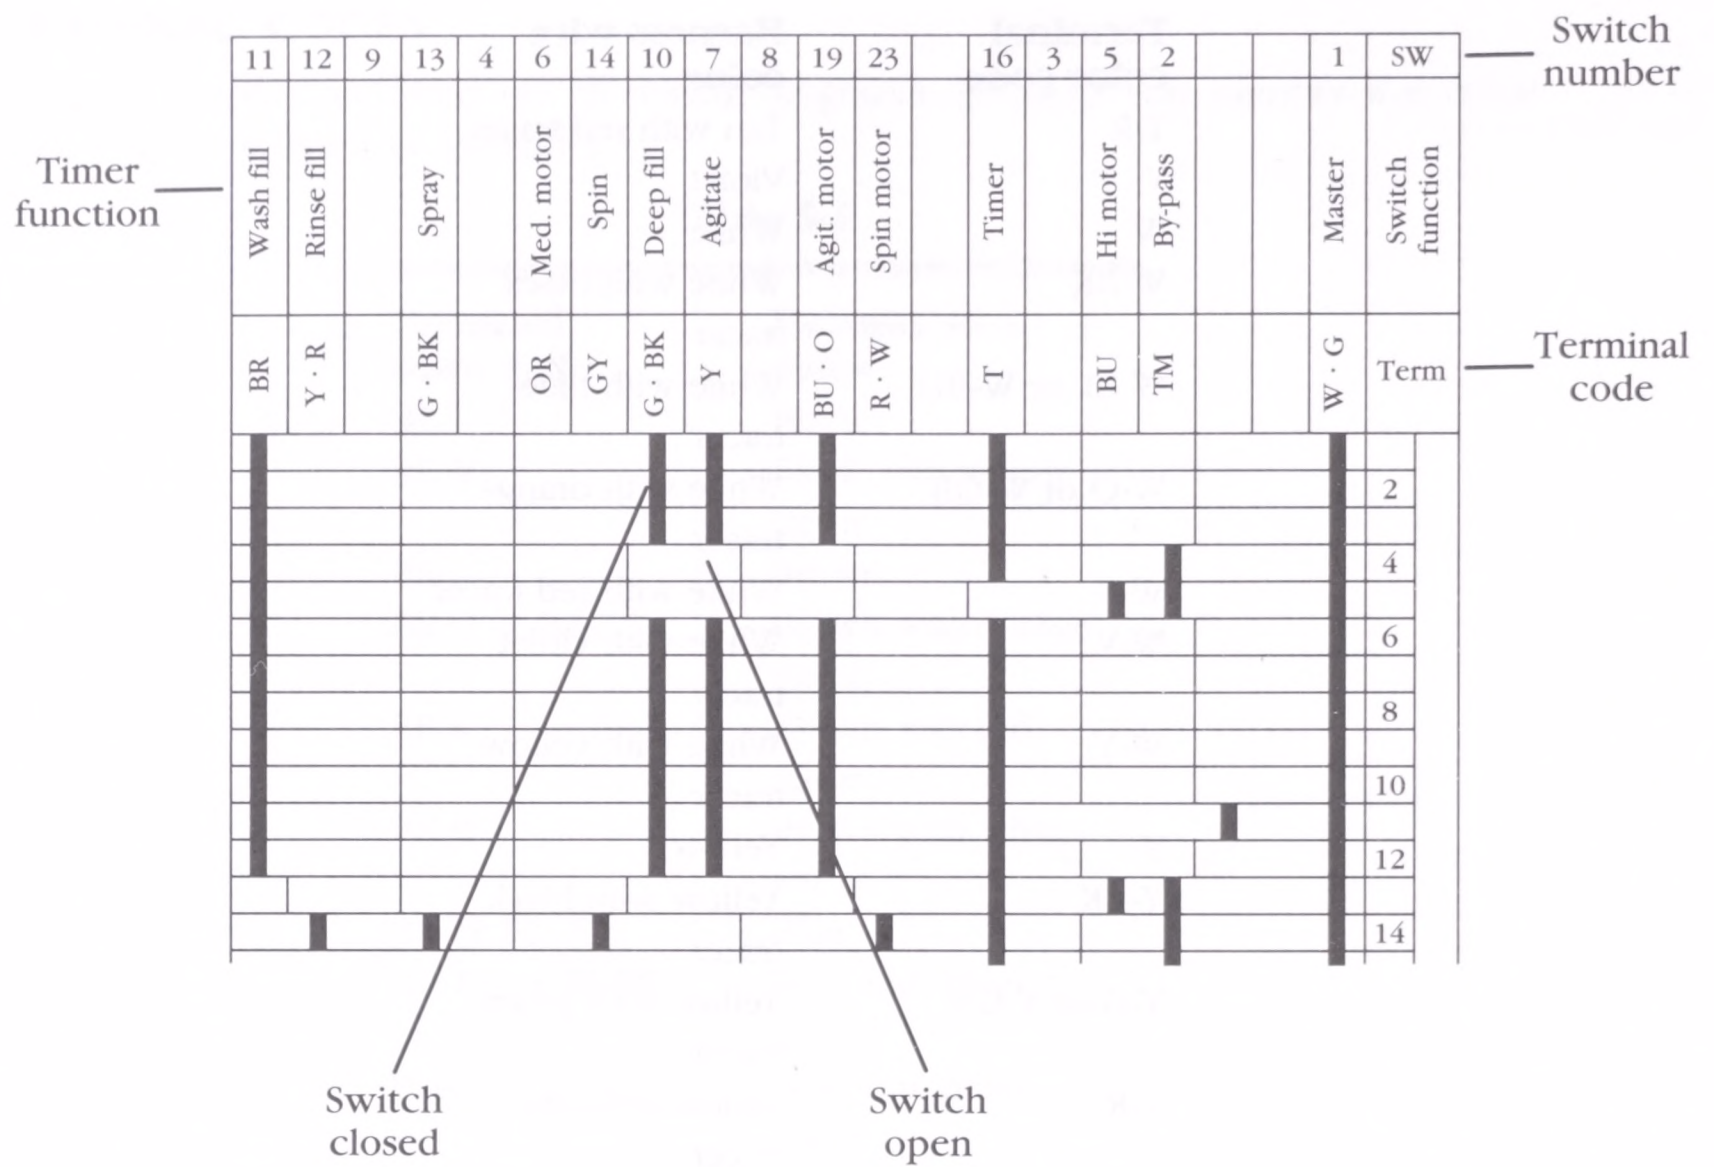 Switch
number
11 12 9 13 4 6 14 10 7 8 19 23 16 3 5 2 1 SW
Timer
function
Wash fill
Rinse fill
Spray
Med. motor
Spin
Deep fill
Agitate
Agit. motor
Spin motor
Timer
Hi motor
By-pass
Master
Switch
function
BR
Y · R
G · BK
OR
GY
G · BK
Y
BU · O
R · W
T
BU
TM
W · G
Term
Terminal
code
2
4
6
8
10
12
14
Switch
closed
Switch
open